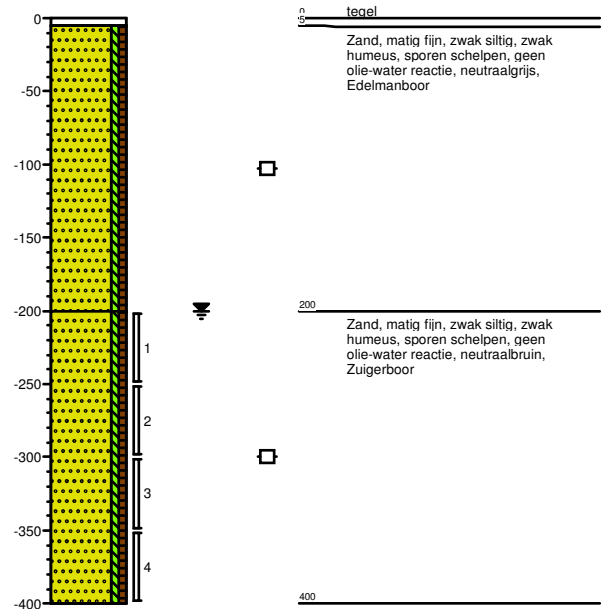 0
-50
-100
-150
-200
-250
-300
-350
-400
1
2
3
4
0
tegel
5
Zand, matig fijn, zwak siltig, zwak
humeus, sporen schelpen, geen
olie-water reactie, neutraalgrijs,
Edelmanboor
200
Zand, matig fijn, zwak siltig, zwak
humeus, sporen schelpen, geen
olie-water reactie, neutraalbruin,
Zuigerboor
400